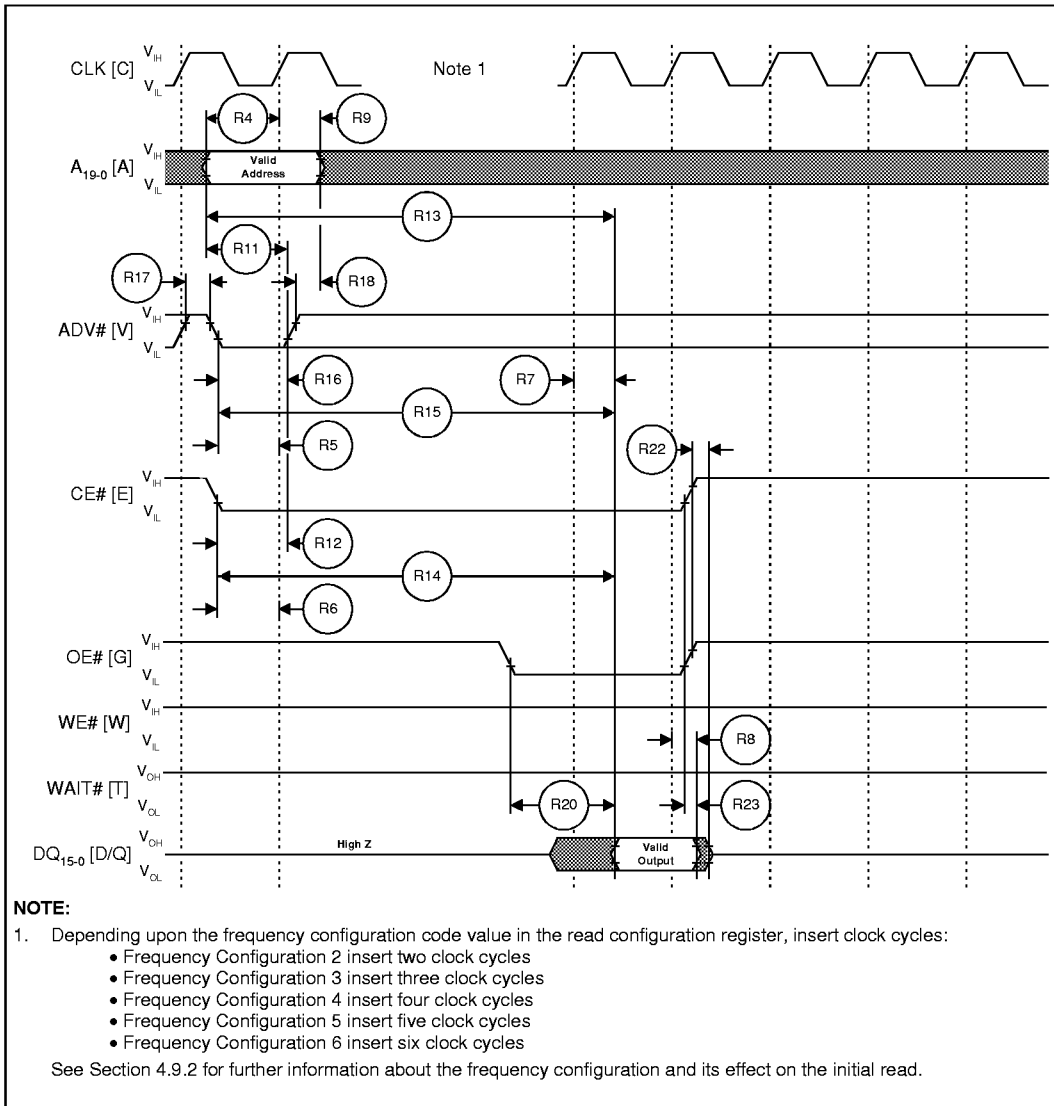 CLK [C] V_IH V_IL Note 1
R4 R9
A_19-0 [A] V_IH V_IL Valid Address
R13
R11
R17 R18
ADV# [V] V_IH V_IL
R16 R7
R15
R5 R22
CE# [E] V_IH V_IL
R12
R14
R6
OE# [G] V_IH V_IL
WE# [W] V_IH V_IL
R8
WAIT# [T] V_OH V_OL
R20 R23
DQ_15-0 [D/Q] V_OH V_OL High Z Valid Output
NOTE:
1. Depending upon the frequency configuration code value in the read configuration register, insert clock cycles:
• Frequency Configuration 2 insert two clock cycles
• Frequency Configuration 3 insert three clock cycles
• Frequency Configuration 4 insert four clock cycles
• Frequency Configuration 5 insert five clock cycles
• Frequency Configuration 6 insert six clock cycles
See Section 4.9.2 for further information about the frequency configuration and its effect on the initial read.